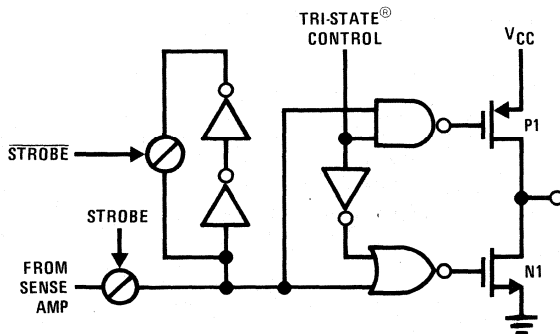 TRI-STATE®
CONTROL
VCC
P1
STROBE
STROBE
FROM
SENSE
AMP
N1